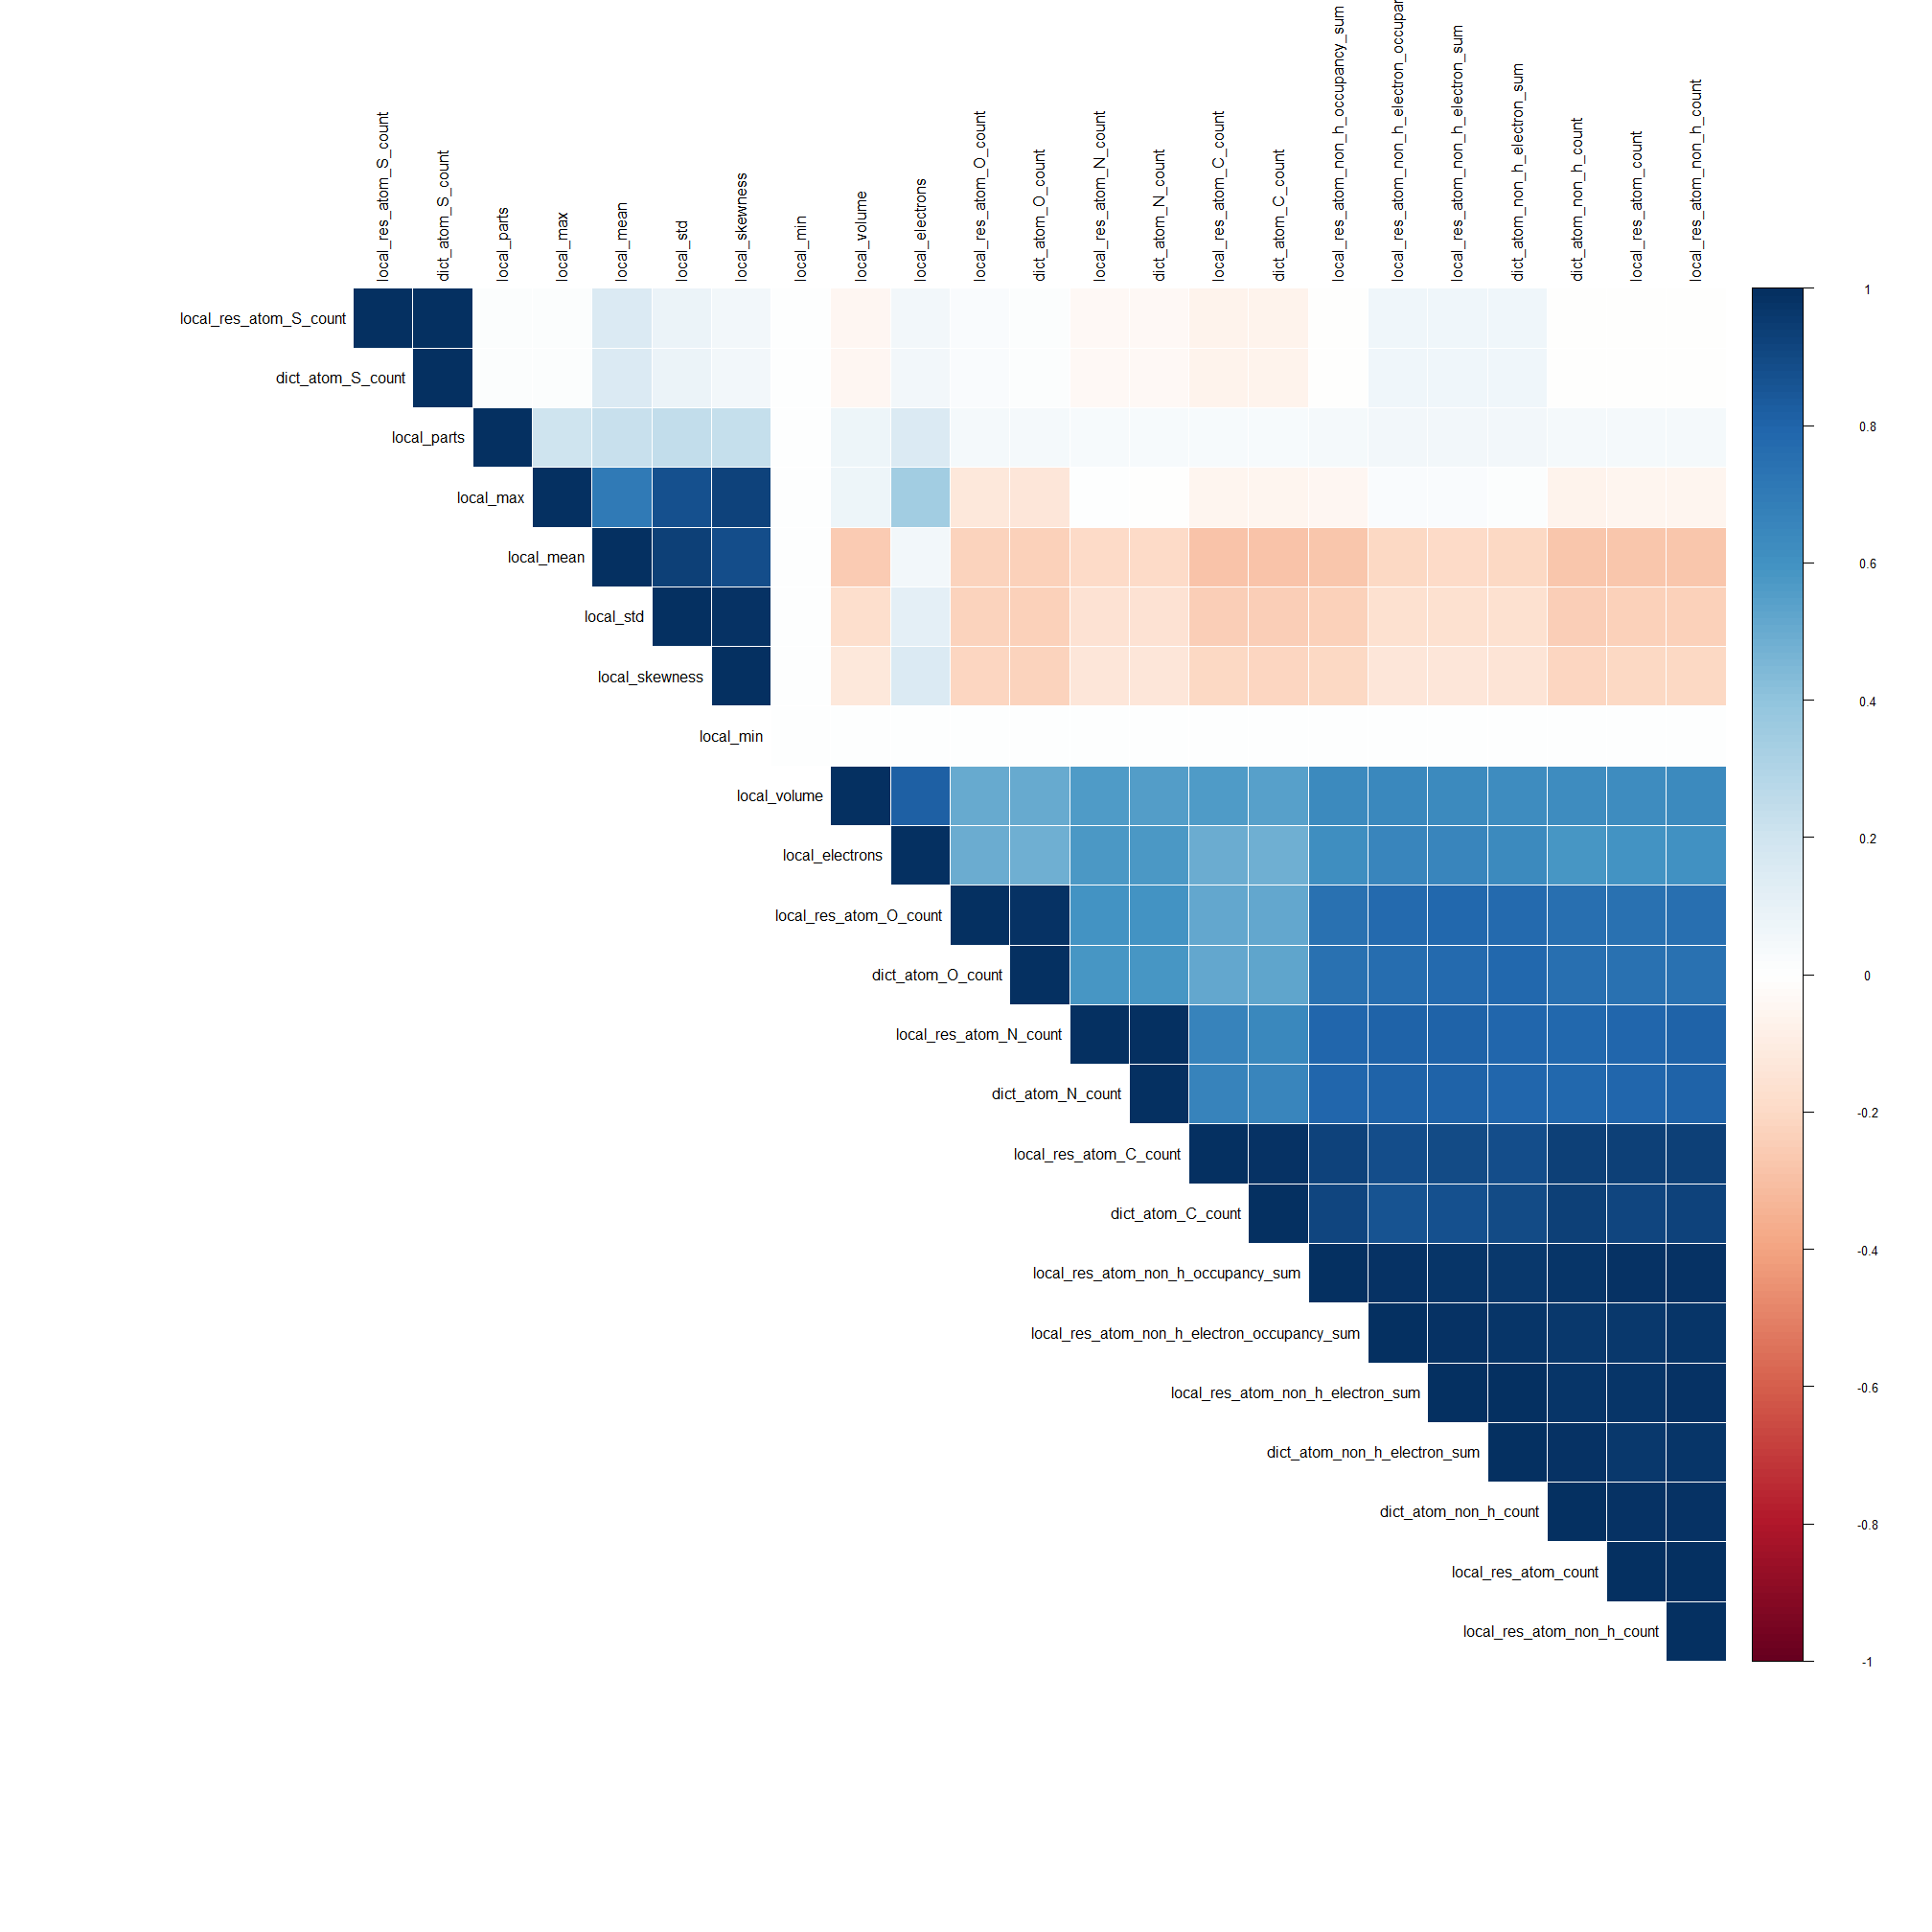 local_res_atom_S_count
dict_atom_S_count
local_parts
local_max
local_mean
local_std
local_skewness
local_min
local_volume
local_electrons
local_res_atom_O_count
dict_atom_O_count
local_res_atom_N_count
dict_atom_N_count
local_res_atom_C_count
dict_atom_C_count
local_res_atom_non_h_occupancy_sum
local_res_atom_non_h_electron_occupan
local_res_atom_non_h_electron_sum
dict_atom_non_h_electron_sum
dict_atom_non_h_count
local_res_atom_count
local_res_atom_non_h_count
local_res_atom_S_count
dict_atom_S_count
local_parts
local_max
local_mean
local_std
local_skewness
local_min
local_volume
local_electrons
local_res_atom_O_count
dict_atom_O_count
local_res_atom_N_count
dict_atom_N_count
local_res_atom_C_count
dict_atom_C_count
local_res_atom_non_h_occupancy_sum
local_res_atom_non_h_electron_occupancy_sum
local_res_atom_non_h_electron_sum
dict_atom_non_h_electron_sum
dict_atom_non_h_count
local_res_atom_count
local_res_atom_non_h_count
1
0.8
0.6
0.4
0.2
0
-0.2
-0.4
-0.6
-0.8
-1